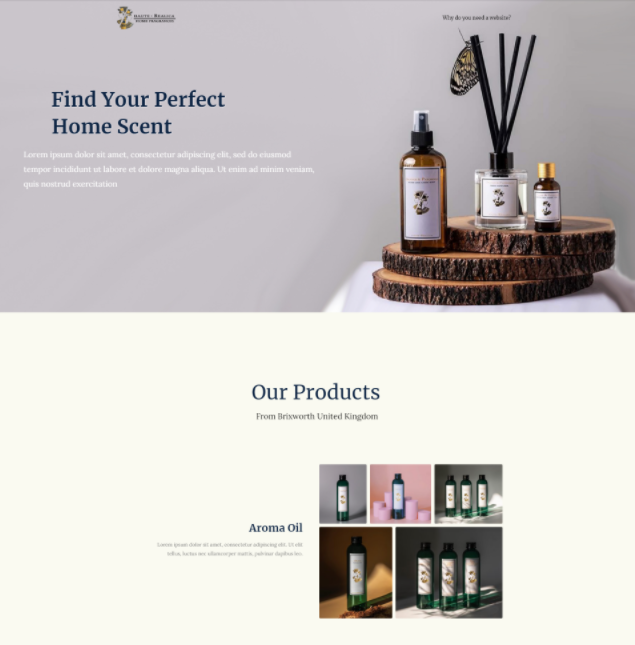 HOME FRAGRANCES
Why do you need a website?
Find Your Perfect
Home Scent
Lorem ipsum dolor sit amet, consectetur adipiscing elit, sed do eiusmod
tempor incididunt ut labore et dolore magna aliqua. Ut enim ad minim veniam,
quis nostrud exercitation
Our Products
From Brixworth United Kingdom
Aroma Oil
Lorem ipsum dolor sit amet, consectetur adipiscing elit. Ut elit
tellus, luctus nec ullamcorper mattis, pulvinar dapibus leo.